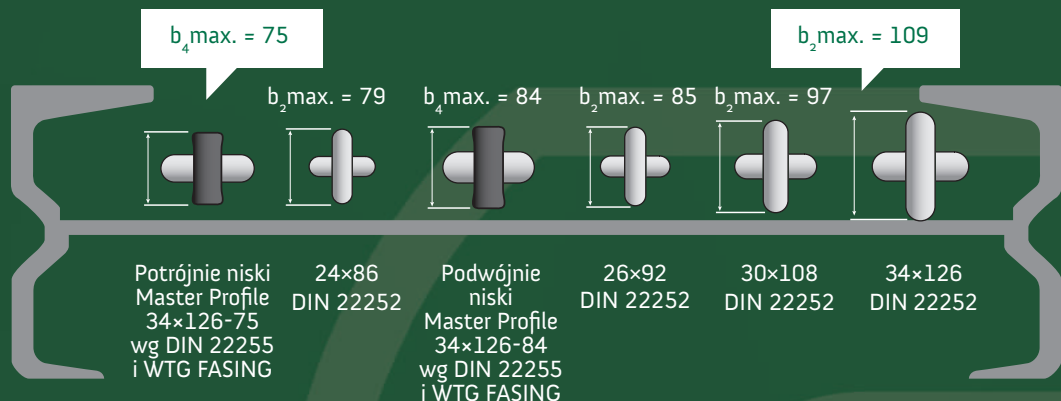 b₄max. = 75
b₂max. = 109
b₂max. = 79
b₄max. = 84
b₂max. = 85
b₂max. = 97
Potrójnie niski
Master Profile
34×126-75
wg DIN 22255
i WTG FASING
24×86
DIN 22252
Podwójnie
niski
Master Profile
34×126-84
wg DIN 22255
i WTG FASING
26×92
DIN 22252
30×108
DIN 22252
34×126
DIN 22252